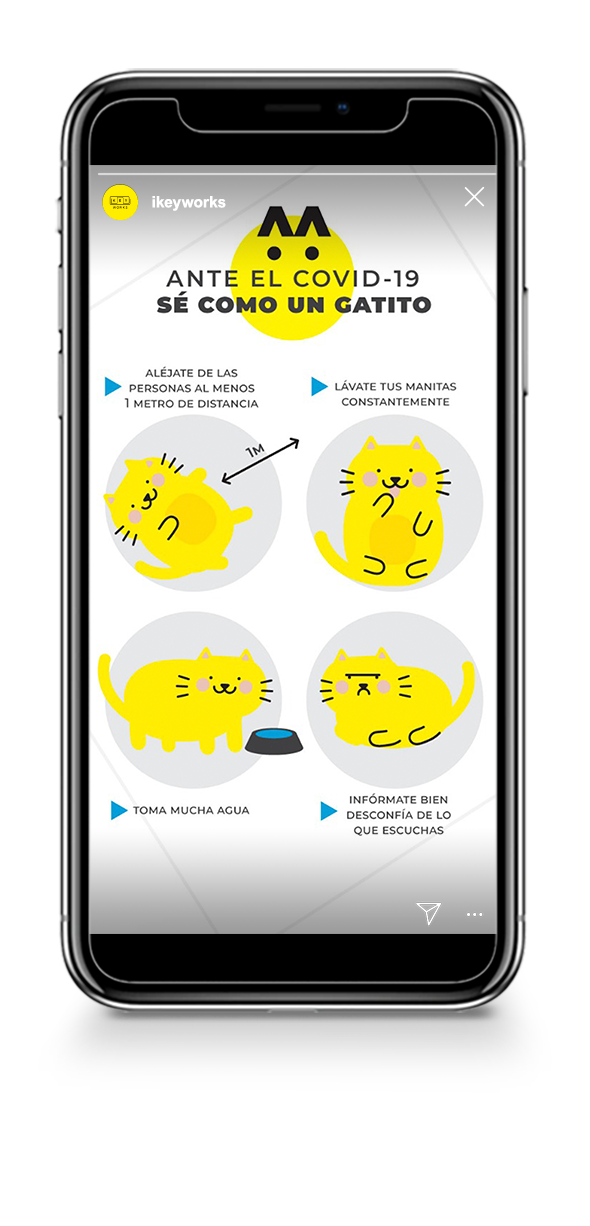 ikeyworks
ANTE EL COVID-19
SÉ COMO UN GATITO
ALÉJATE DE LAS
PERSONAS AL MENOS
1 METRO DE DISTANCIA
LÁVATE TUS MANITAS
CONSTANTEMENTE
1M
TOMA MUCHA AGUA
INFÓRMATE BIEN
DESCONFÍA DE LO
QUE ESCUCHAS